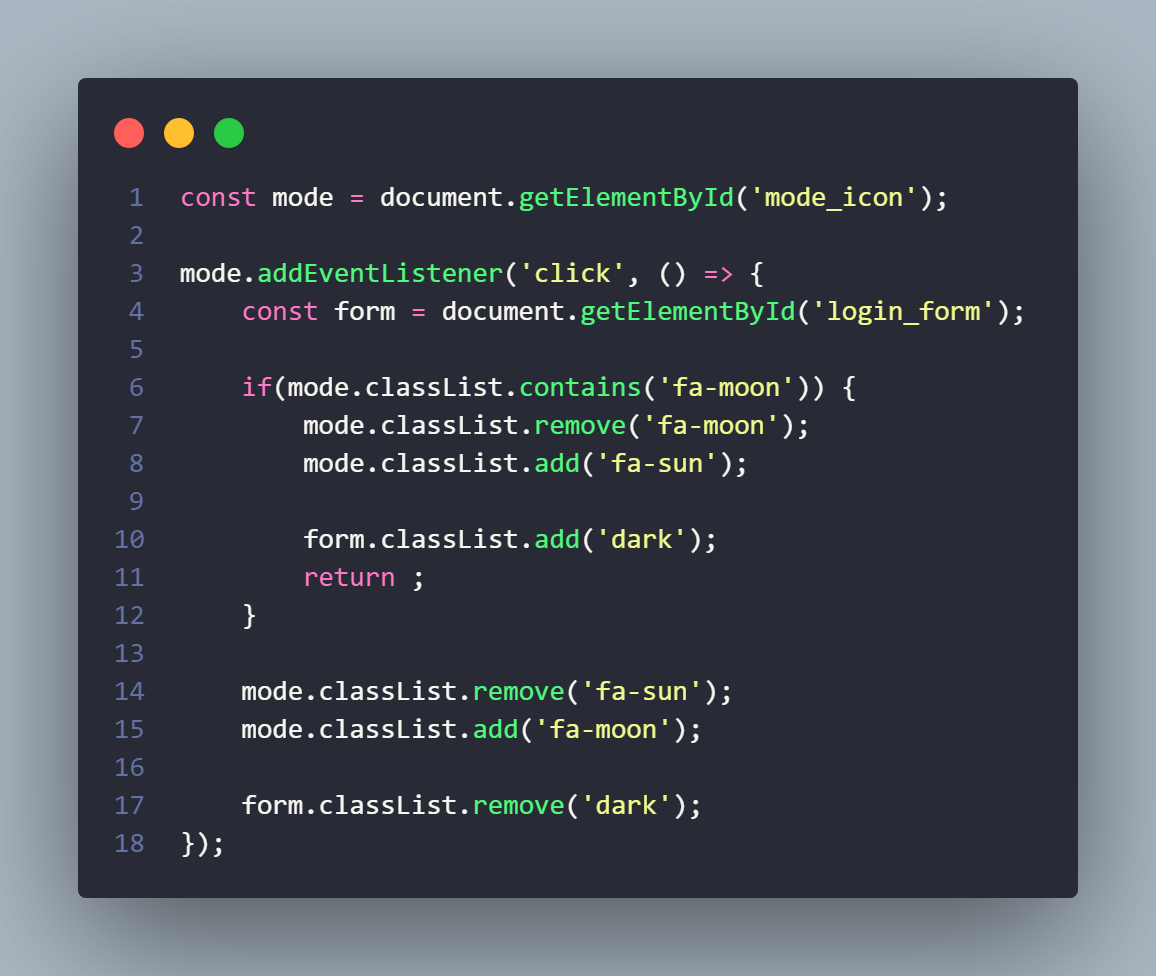 1 const mode = document.getElementById('mode_icon');
2
3 mode.addEventListener('click', () => {
4     const form = document.getElementById('login_form');
5
6     if(mode.classList.contains('fa-moon')) {
7         mode.classList.remove('fa-moon');
8         mode.classList.add('fa-sun');
9
10         form.classList.add('dark');
11         return ;
12     }
13
14     mode.classList.remove('fa-sun');
15     mode.classList.add('fa-moon');
16
17     form.classList.remove('dark');
18 });